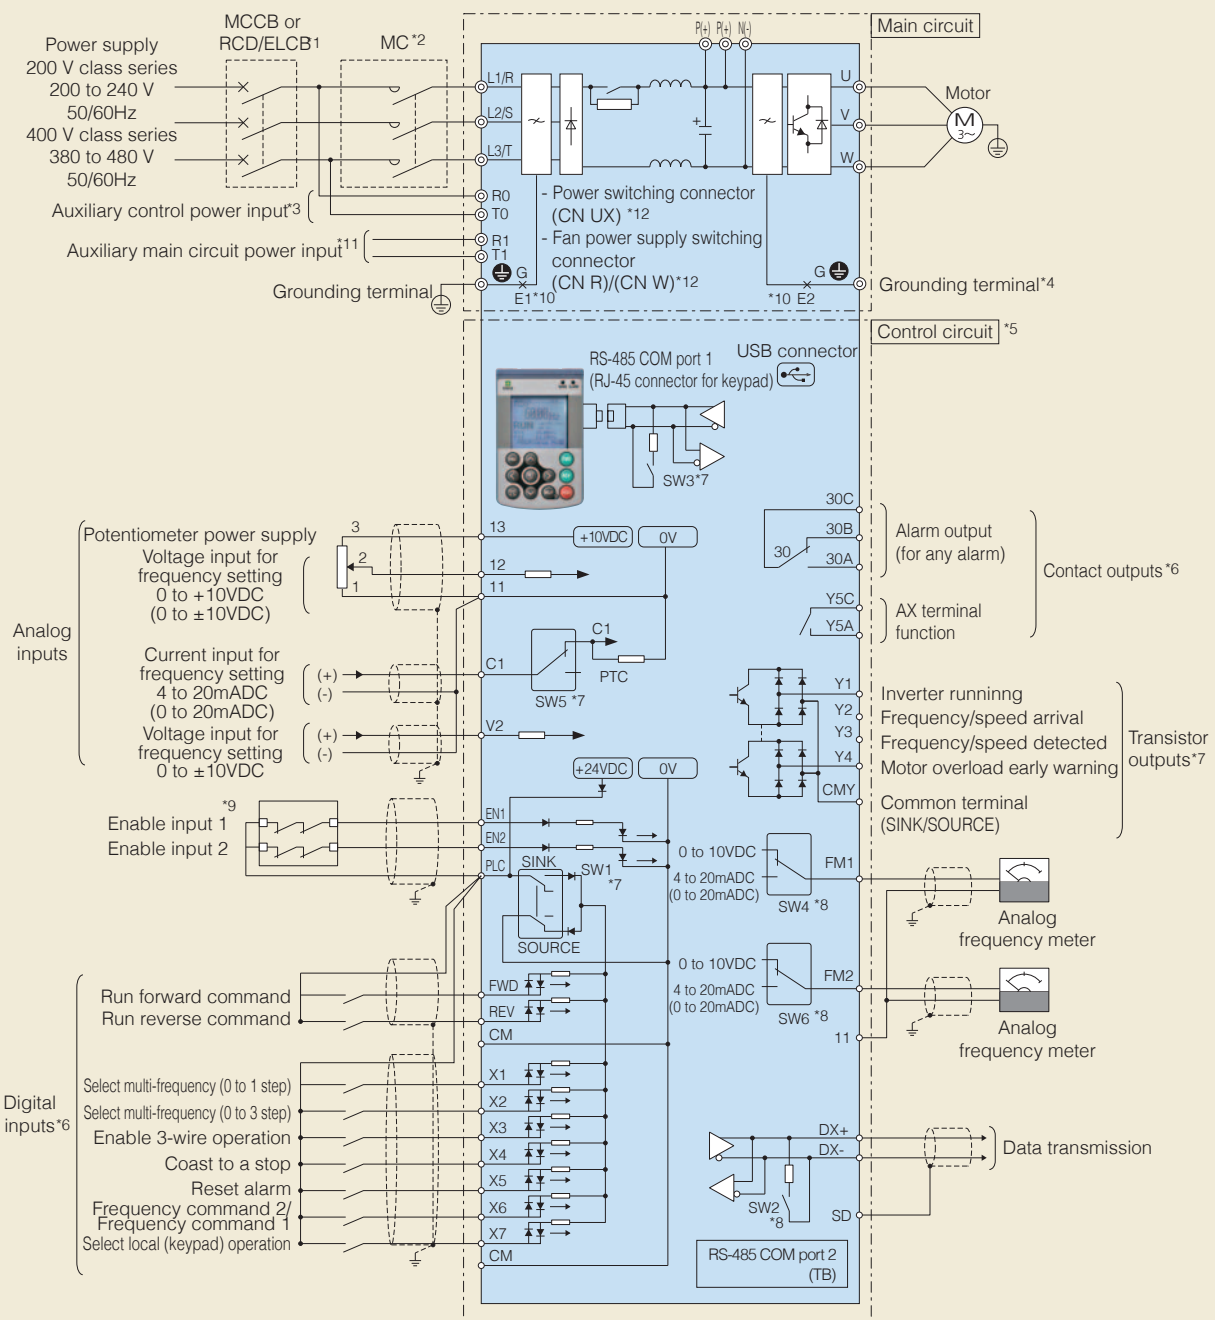 MCCB or
RCD/ELCB*1
MC*2
Power supply
200 V class series
200 to 240 V
50/60Hz
400 V class series
380 to 480 V
50/60Hz
Auxiliary control power input*3
Auxiliary main circuit power input*11
Grounding terminal
P(+) P(+) N(-)
Main circuit
L1/R
L2/S
L3/T
R0
T0
R1
T1
G
E1*10
- Power switching connector
(CN UX) *12
- Fan power supply switching
connector
(CN R)/(CN W)*12
+
U
V
W
Motor
M
3~
G
*10 E2
Grounding terminal*4
Control circuit *5
RS-485 COM port 1
(RJ-45 connector for keypad)
USB connector
SW3*7
Analog
inputs
Potentiometer power supply
Voltage input for
frequency setting
0 to +10VDC
(0 to ±10VDC)
3
2
1
Current input for
frequency setting
4 to 20mADC
(0 to 20mADC)
(+)
(-)
Voltage input for
frequency setting
0 to ±10VDC
(+)
(-)
13
12
11
+10VDC
0V
C1
C1
PTC
SW5 *7
V2
30C
30B
30A
30
Alarm output
(for any alarm)
Contact outputs*6
Y5C
Y5A
AX terminal
function
Y1
Y2
Y3
Y4
CMY
Inverter runinng
Frequency/speed arrival
Frequency/speed detected
Motor overload early warning
Common terminal
(SINK/SOURCE)
Transistor
outputs*7
+24VDC
0V
*9
Enable input 1
Enable input 2
EN1
EN2
PLC
SINK
SW1
*7
SOURCE
0 to 10VDC
4 to 20mADC
(0 to 20mADC)
SW4 *8
FM1
Analog
frequency meter
0 to 10VDC
4 to 20mADC
(0 to 20mADC)
SW6 *8
FM2
11
Analog
frequency meter
Digital
inputs*6
Run forward command
Run reverse command
FWD
REV
CM
Select multi-frequency (0 to 1 step)
Select multi-frequency (0 to 3 step)
Enable 3-wire operation
Coast to a stop
Reset alarm
Frequency command 2/
Frequency command 1
Select local (keypad) operation
X1
X2
X3
X4
X5
X6
X7
CM
DX+
DX-
SD
Data transmission
SW2
*8
RS-485 COM port 2
(TB)